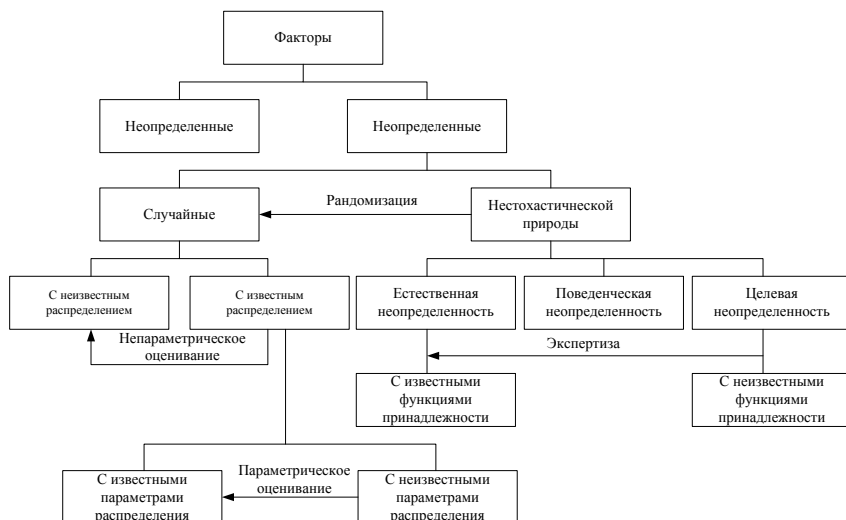 Факторы
Неопределенные
Неопределенные
Случайные
Рандомизация
Нестохастичнеской
природы
С неизвестным
распределением
С известным
распределением
Естественная
неопределенность
Поведенческая
неопределенность
Целевая
неопределенность
Непараметрическое
оценивание
Экспертиза
С известными
функциями
принадлежности
С неизвестными
функциями
принадлежности
С известными
параметрами
распределения
Параметрическое
оценивание
С неизвестными
параметрами
распределения